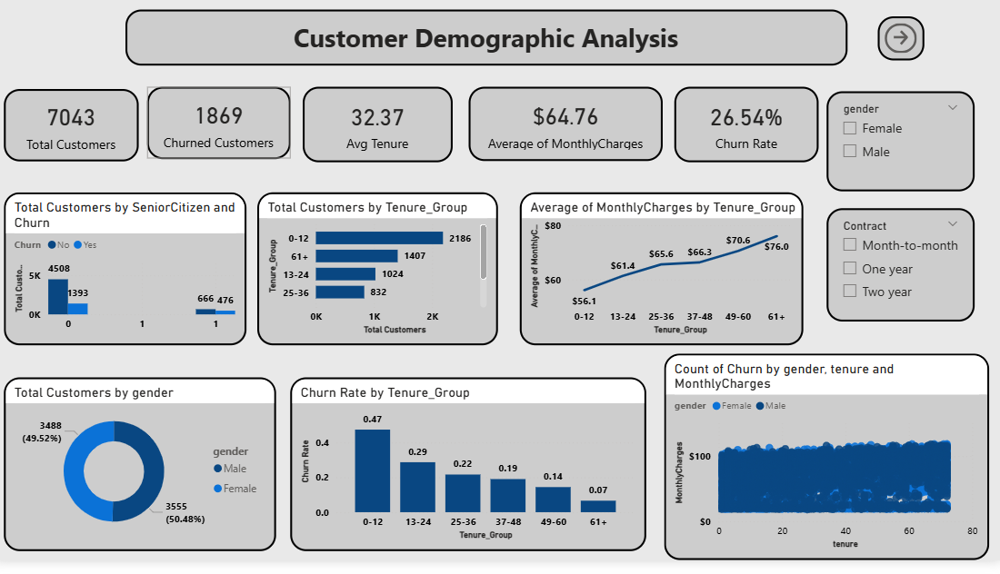 Customer Demographic Analysis
7043
Total Customers
1869
Churned Customers
32.37
Avg Tenure
$64.76
Average of MonthlyCharges
26.54%
Churn Rate
gender
Female
Male
Contract
Month-to-month
One year
Two year
Total Customers by SeniorCitizen and
Churn
Churn No Yes
Total Custo...
5K
0K
4508
1393
666 476
0 1 1
Total Customers by Tenure_Group
Tenure_Group
0-12 2186
61+ 1407
13-24 1024
25-36 832
0K 1K 2K
Total Customers
Average of MonthlyCharges by Tenure_Group
Average of MonthlyC...
$80
$60
$56.1
$61.4
$65.6
$66.3
$70.6
$76.0
0-12 13-24 25-36 37-48 49-60 61+
Tenure_Group
Total Customers by gender
3488
(49.52%)
3555
(50.48%)
gender
Male
Female
Churn Rate by Tenure_Group
Churn Rate
0.4
0.2
0.0
0.47
0.29
0.22
0.19
0.14
0.07
0-12 13-24 25-36 37-48 49-60 61+
Tenure_Group
Count of Churn by gender, tenure and
MonthlyCharges
gender Female Male
MonthlyCharges
$100
$0
0 20 40 60 80
tenure